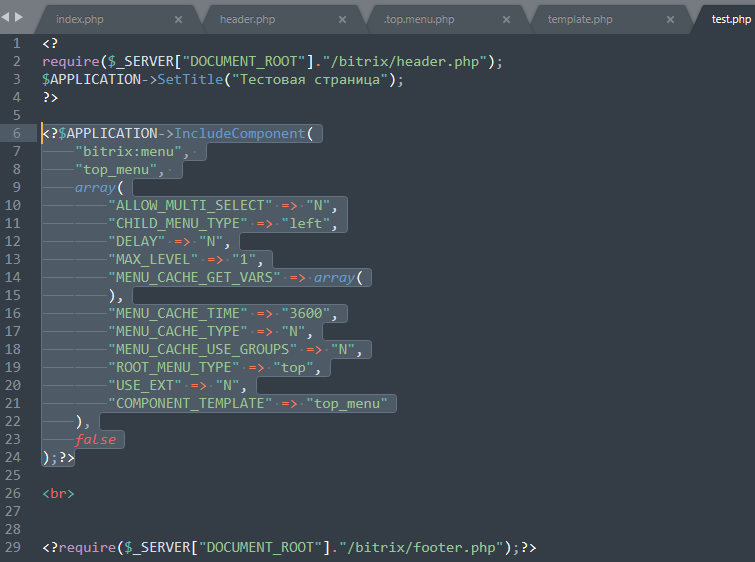 index.php header.php .top.menu.php template.php test.php
1 <?
2 require($_SERVER["DOCUMENT_ROOT"]."/bitrix/header.php");
3 $APPLICATION->SetTitle("Тестовая страница");
4 ?>
5
6 <?$APPLICATION->IncludeComponent(
7 "bitrix:menu",
8 "top_menu",
9 array(
10 "ALLOW_MULTI_SELECT" => "N",
11 "CHILD_MENU_TYPE" => "left",
12 "DELAY" => "N",
13 "MAX_LEVEL" => "1",
14 "MENU_CACHE_GET_VARS" => array(
15 ),
16 "MENU_CACHE_TIME" => "3600",
17 "MENU_CACHE_TYPE" => "N",
18 "MENU_CACHE_USE_GROUPS" => "N",
19 "ROOT_MENU_TYPE" => "top",
20 "USE_EXT" => "N",
21 "COMPONENT_TEMPLATE" => "top_menu"
22 ),
23 false
24 );?>
25
26 <br>
27
28
29 <?require($_SERVER["DOCUMENT_ROOT"]."/bitrix/footer.php");?>